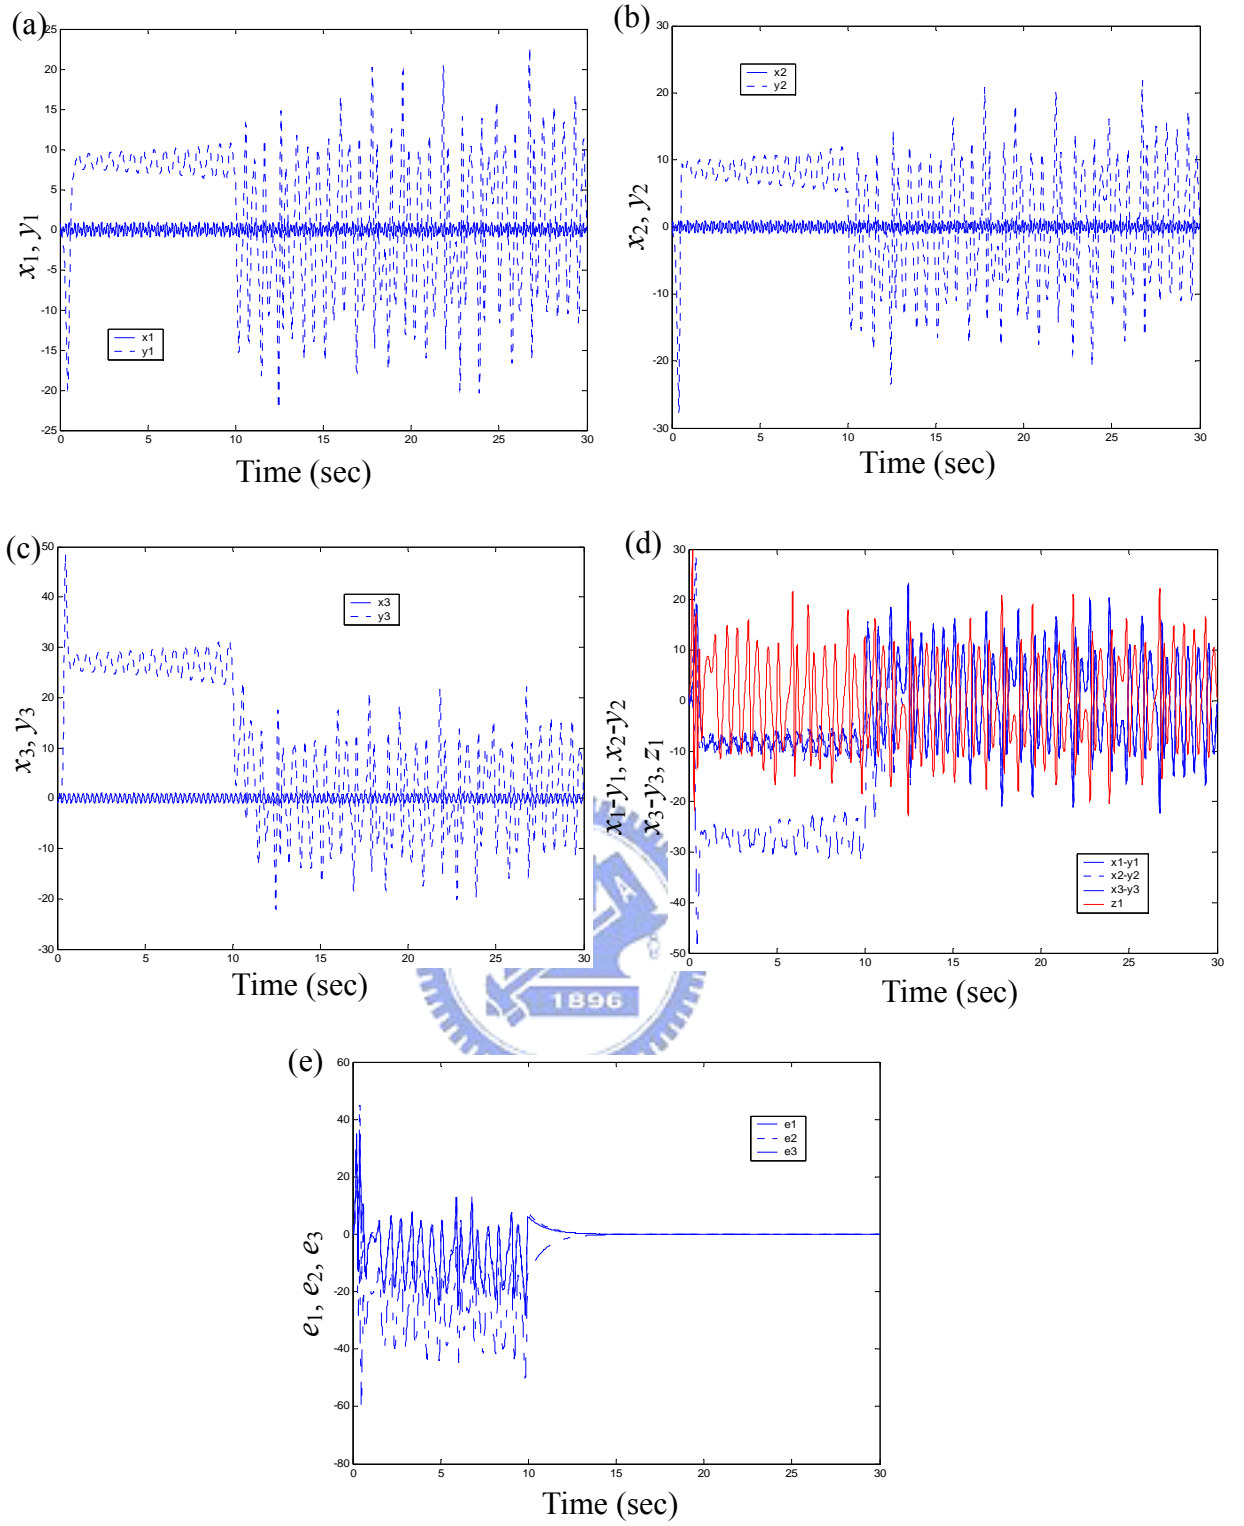 (a)
25
20
15
10
5
0
-5
-10
-15
-20
-25
0 5 10 15 20 25 30
x1, y1
x1
y1
Time (sec)
(b)
30
20
10
0
-10
-20
-30
0 5 10 15 20 25 30
x2, y2
x2
y2
Time (sec)
(c)
50
40
30
20
10
0
-10
-20
-30
0 5 10 15 20 25 30
x3, y3
x3
y3
Time (sec)
(d)
30
20
10
0
-10
-20
-30
-40
-50
0 5 10 15 20 25 30
x1-y1, x2-y2
x3-y3, z1
x1-y1
x2-y2
x3-y3
z1
Time (sec)
A
1896
(e)
60
40
20
0
-20
-40
-60
-80
0 5 10 15 20 25 30
e1, e2, e3
e1
e2
e3
Time (sec)